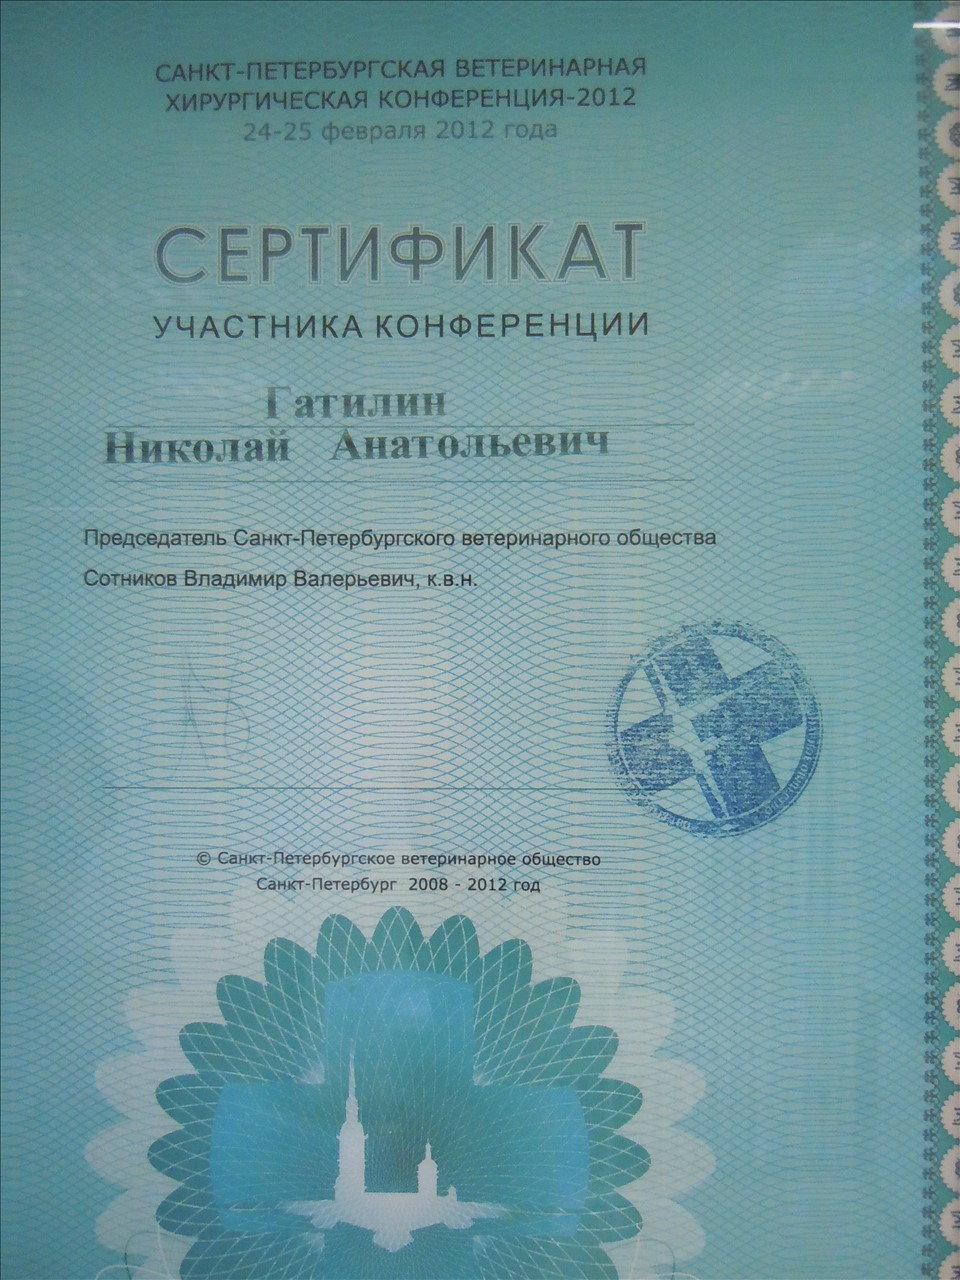 САНКТ-ПЕТЕРБУРГСКАЯ ВЕТЕРИНАРНАЯ
ХИРУРГИЧЕСКАЯ КОНФЕРЕНЦИЯ-2012
24-25 февраля 2012 года
СЕРТИФИКАТ
УЧАСТНИКА КОНФЕРЕНЦИИ
Гатилин
Николай Анатольевич
Председатель Санкт-Петербургского ветеринарного общества
Сотников Владимир Валерьевич, к.в.н.
© Санкт-Петербургское ветеринарное общество
Санкт-Петербург 2008 - 2012 год